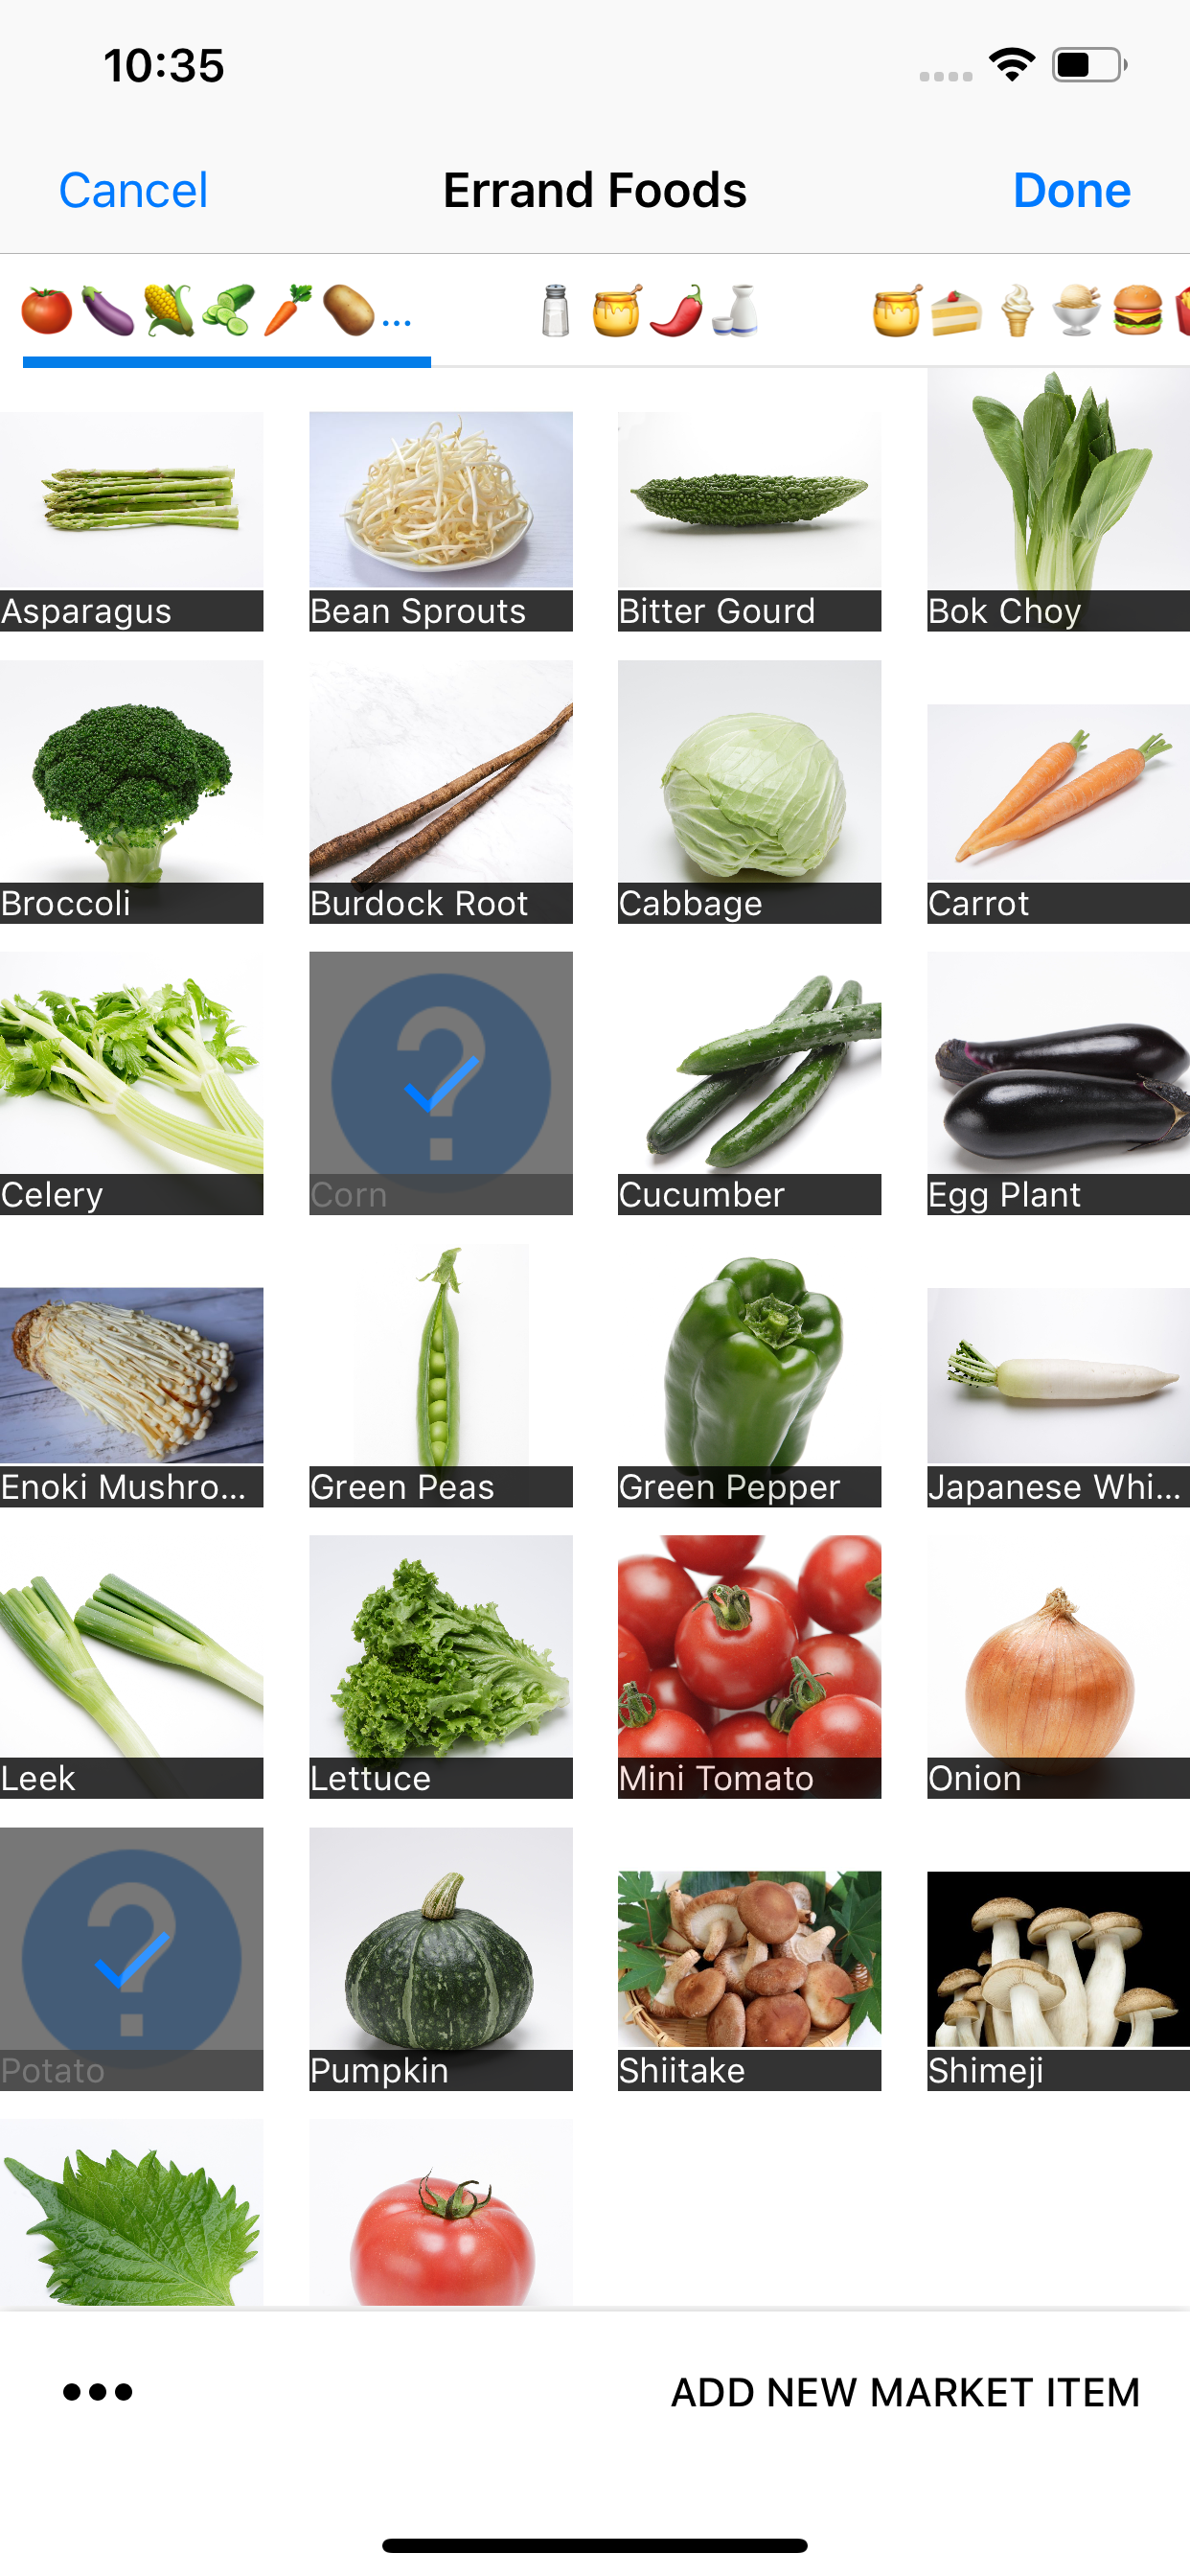 10:35
Cancel Errand Foods Done
...
Asparagus Bean Sprouts Bitter Gourd Bok Choy
Broccoli Burdock Root Cabbage Carrot
Celery Corn Cucumber Egg Plant
Enoki Mushro... Green Peas Green Pepper Japanese Whi...
Leek Lettuce Mini Tomato Onion
Potato Pumpkin Shiitake Shimeji
ADD NEW MARKET ITEM